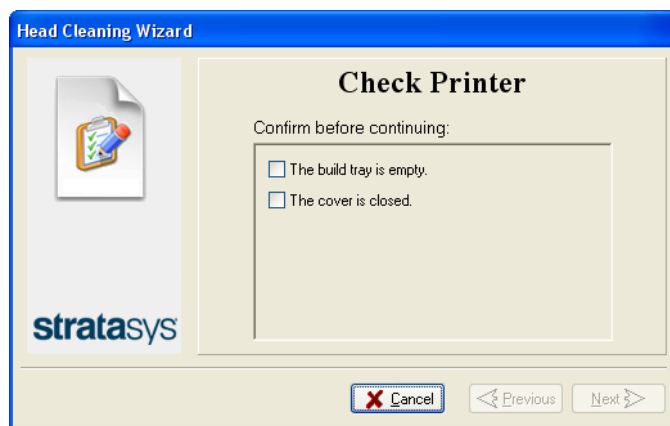 Head Cleaning Wizard
Check Printer
Confirm before continuing:
The build tray is empty.
The cover is closed.
stratasys
Cancel
Previous
Next